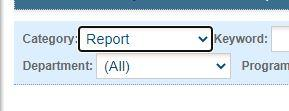 Category: Report Keyword:
Department: (All) Program